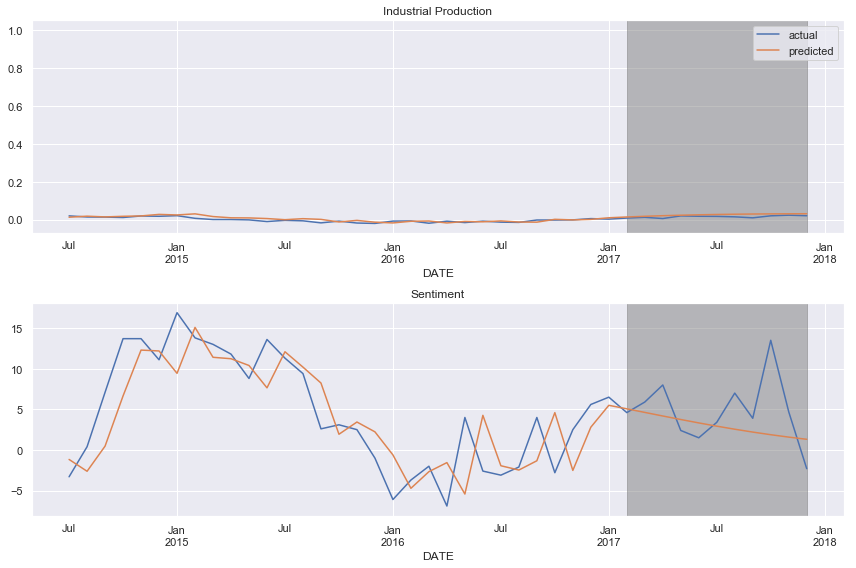 Industrial Production
1.0
0.8
0.6
0.4
0.2
0.0
actual
predicted
Jul
Jan
2015
Jul
Jan
2016
Jul
Jan
2017
Jul
Jan
2018
DATE
Sentiment
15
10
5
0
−5
Jul
Jan
2015
Jul
Jan
2016
Jul
Jan
2017
Jul
Jan
2018
DATE